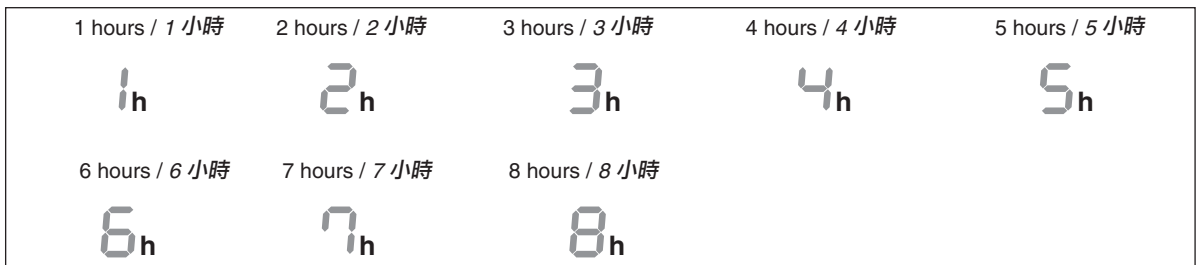 1 hours / 1 小時 2 hours / 2 小時 3 hours / 3 小時 4 hours / 4 小時 5 hours / 5 小時
1h 2h 3h 4h 5h
6 hours / 6 小時 7 hours / 7 小時 8 hours / 8 小時
6h 7h 8h